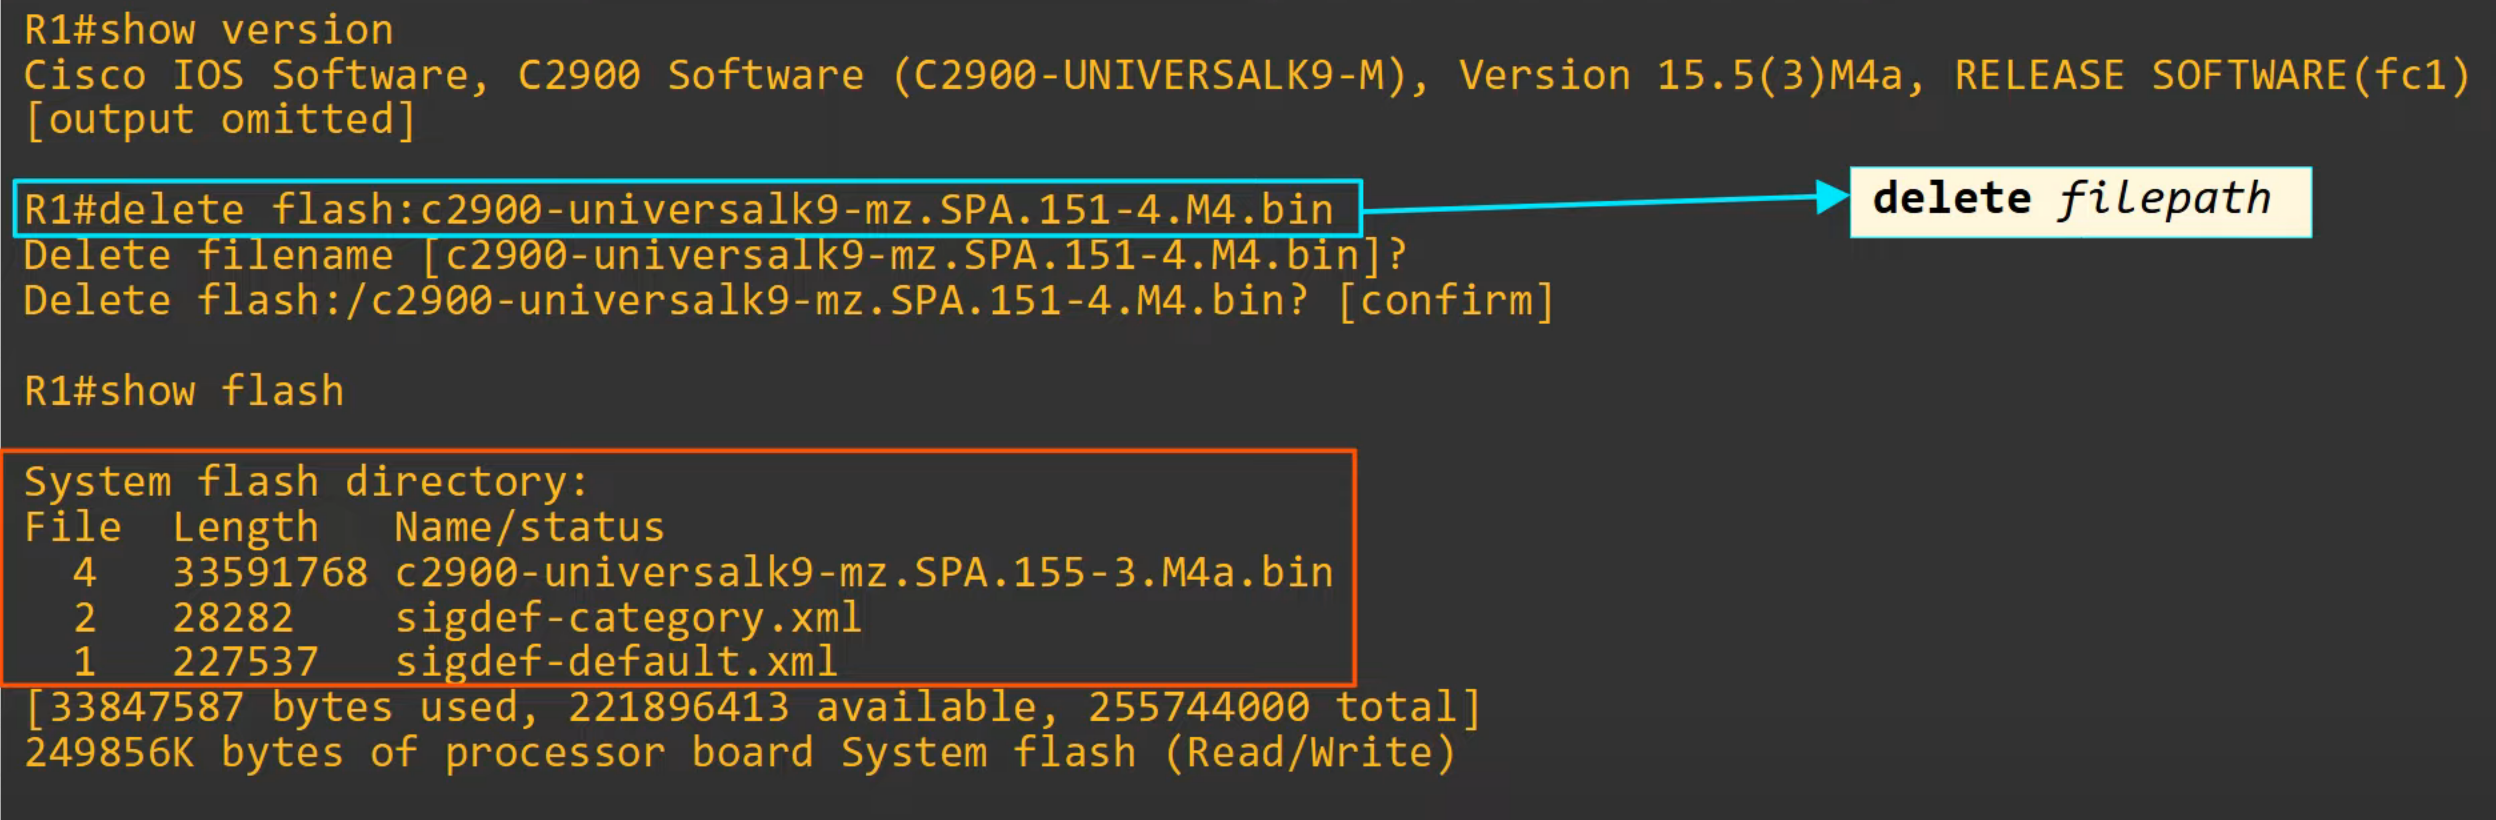 R1#show version
Cisco IOS Software, C2900 Software (C2900-UNIVERSALK9-M), Version 15.5(3)M4a, RELEASE SOFTWARE(fc1)
[output omitted]
R1#delete flash:c2900-universalk9-mz.SPA.151-4.M4.bin
delete filepath
Delete filename [c2900-universalk9-mz.SPA.151-4.M4.bin]?
Delete flash:/c2900-universalk9-mz.SPA.151-4.M4.bin? [confirm]
R1#show flash
System flash directory:
File  Length   Name/status
  4   33591768 c2900-universalk9-mz.SPA.155-3.M4a.bin
  2   28282    sigdef-category.xml
  1   227537   sigdef-default.xml
[33847587 bytes used, 221896413 available, 255744000 total]
249856K bytes of processor board System flash (Read/Write)